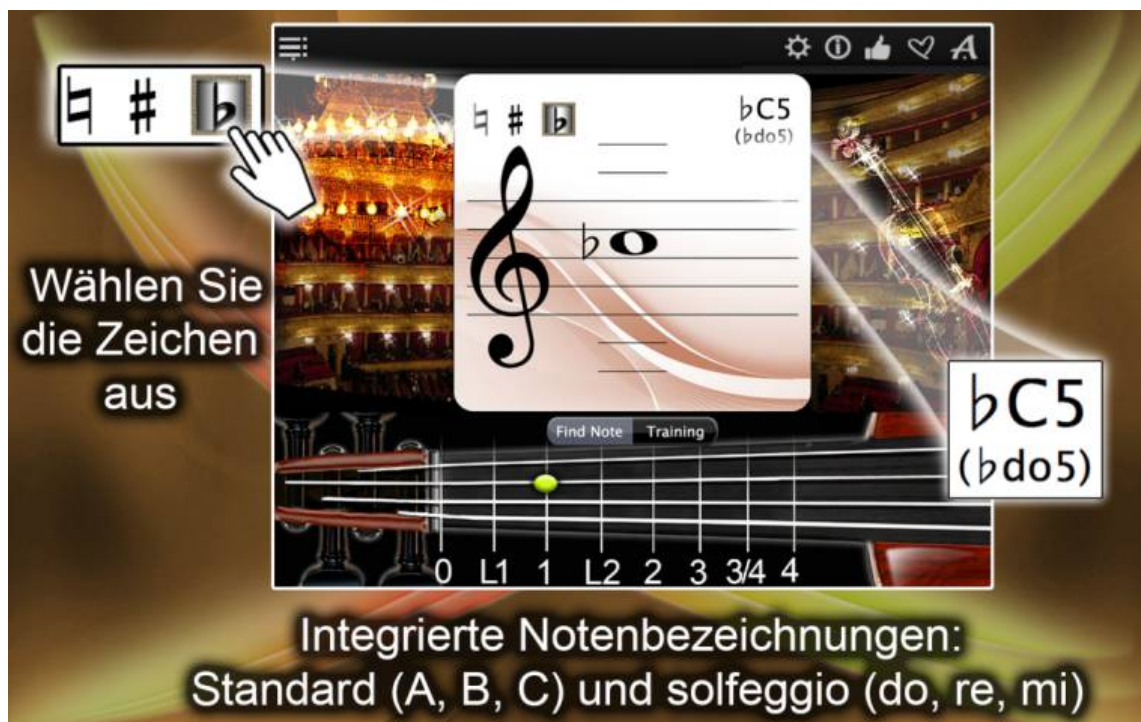 ♮ # ♭
♮ # ♭
♭C5
(♭do5)
Wählen Sie
die Zeichen
aus
♭
Find Note Training
♭C5
(♭do5)
0 L1 1 L2 2 3 3/4 4
Integrierte Notenbezeichnungen:
Standard (A, B, C) und solfeggio (do, re, mi)